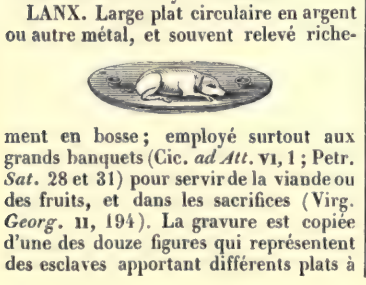 LANX. Large plat circulaire en argent
ou autre métal, et souvent relevé riche-
ment en bosse; employé surtout aux
grands banquets (Cic. ad Att. VI, 1; Petr.
Sat. 28 et 31) pour servir de la viande ou
des fruits, et dans les sacrifices (Virg.
Georg. II, 194). La gravure est copiée
d'une des douze figures qui représentent
des esclaves apportant différents plats à